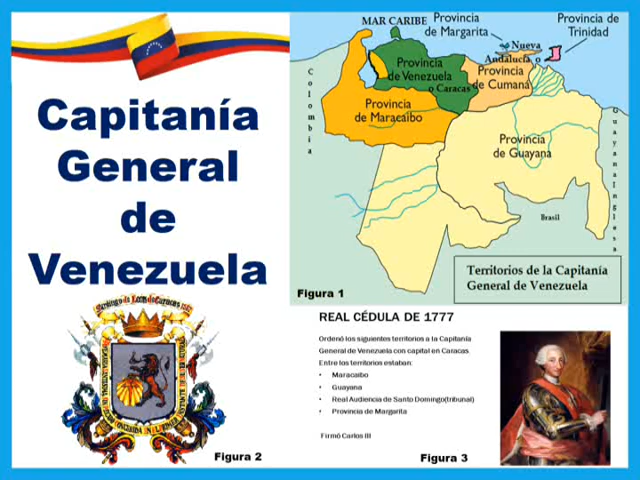 Capitanía
General
de
Venezuela
MAR CARIBE
Provincia
de Margarita
Provincia de
Trinidad
Nueva
Andalucía o
Provincia
de Venezuela
o Caracas
Provincia
de Cumaná
Provincia
de Maracaibo
Provincia
de Guayana
Colombia
Guayana Inglesa
Brasil
Territorios de la Capitanía
General de Venezuela
Figura 1
REAL CÉDULA DE 1777
Ordenó los siguientes territorios a la Capitanía
General de Venezuela con capital en Caracas
Entre los territorios estaban:
• Maracaibo
• Guayana
• Real Audiencia de Santo Domingo(tribunal)
• Provincia de Margarita
Firmó Carlos III
Figura 2
Figura 3